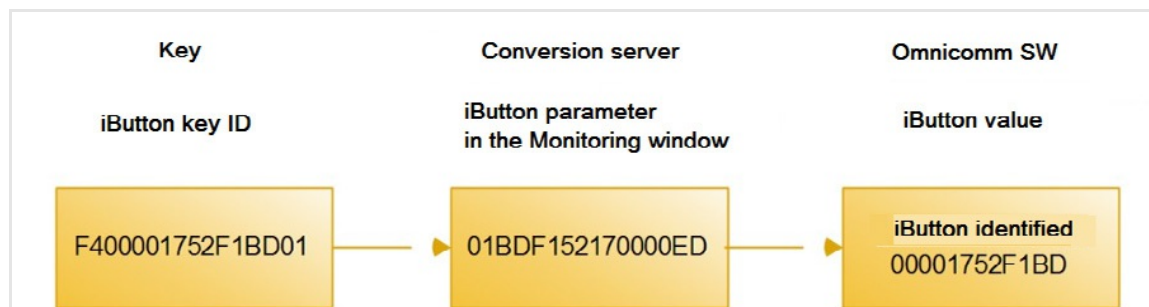 Key
Conversion server
Omnicomm SW
iButton key ID
iButton parameter
in the Monitoring window
iButton value
F400001752F1BD01
01BDF152170000ED
iButton identified
00001752F1BD